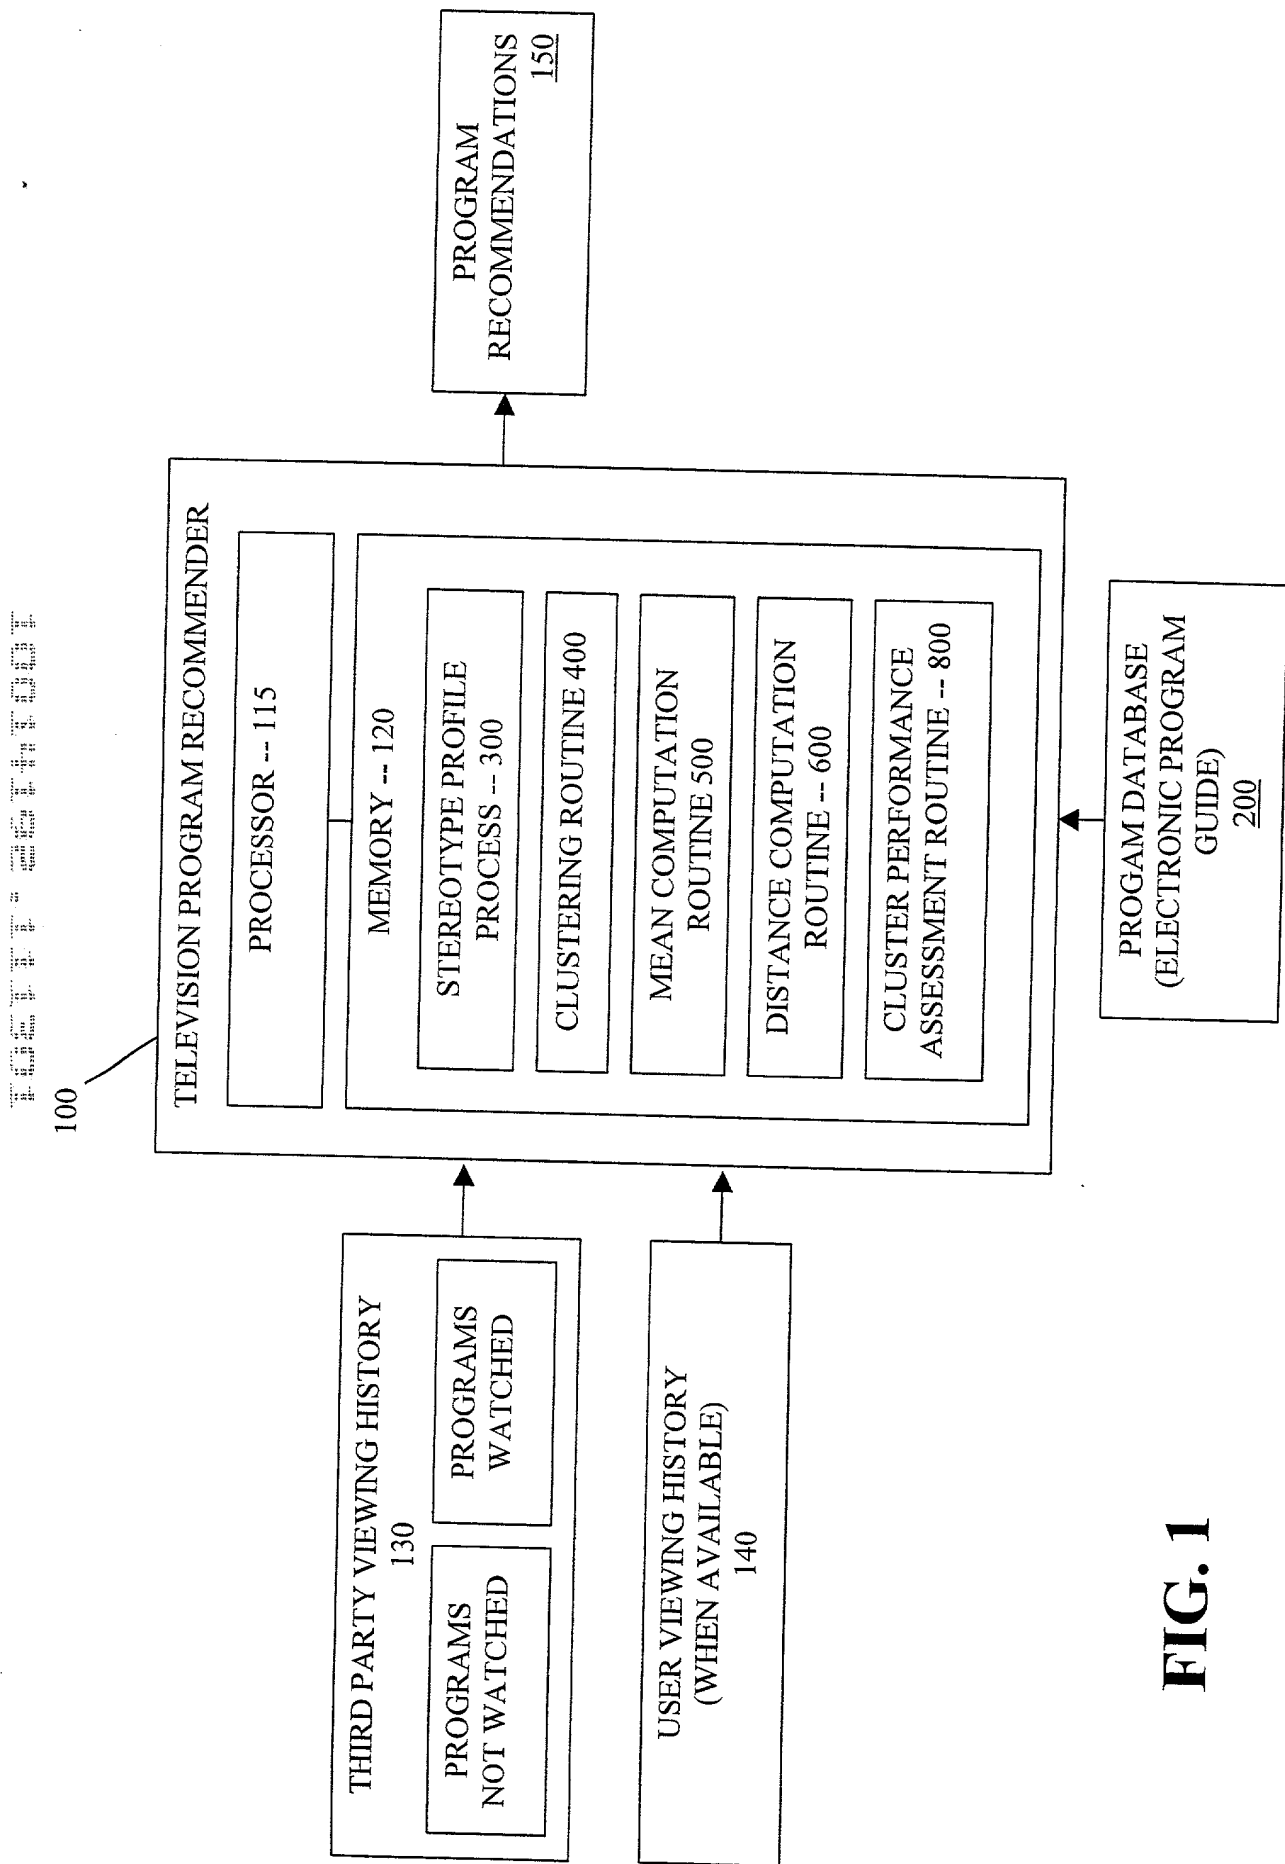 100
TELEVISION PROGRAM RECOMMENDER
PROCESSOR -- 115
MEMORY -- 120
STEREOTYPE PROFILE
PROCESS -- 300
CLUSTERING ROUTINE 400
MEAN COMPUTATION
ROUTINE 500
DISTANCE COMPUTATION
ROUTINE -- 600
CLUSTER PERFORMANCE
ASSESSMENT ROUTINE -- 800
THIRD PARTY VIEWING HISTORY
130
PROGRAMS
NOT WATCHED
PROGRAMS
WATCHED
USER VIEWING HISTORY
(WHEN AVAILABLE)
140
PROGRAM
RECOMMENDATIONS
150
PROGAM DATABASE
(ELECTRONIC PROGRAM
GUIDE)
200
FIG. 1